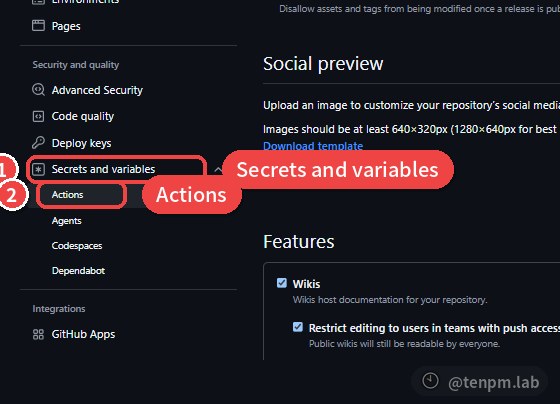 Environments
Pages
Security and quality
Advanced Security
Code quality
Deploy keys
1
Secrets and variables
2
Actions
Agents
Codespaces
Dependabot
Integrations
GitHub Apps
Disallow assets and tags from being modified once a release is pub
Social preview
Upload an image to customize your repository's social media
Images should be at least 640×320px (1280×640px for best
Download template
Secrets and variables
Actions
Features
Wikis
Wikis host documentation for your repository.
Restrict editing to users in teams with push access
Public wikis will still be readable by everyone.
@tenpm.lab